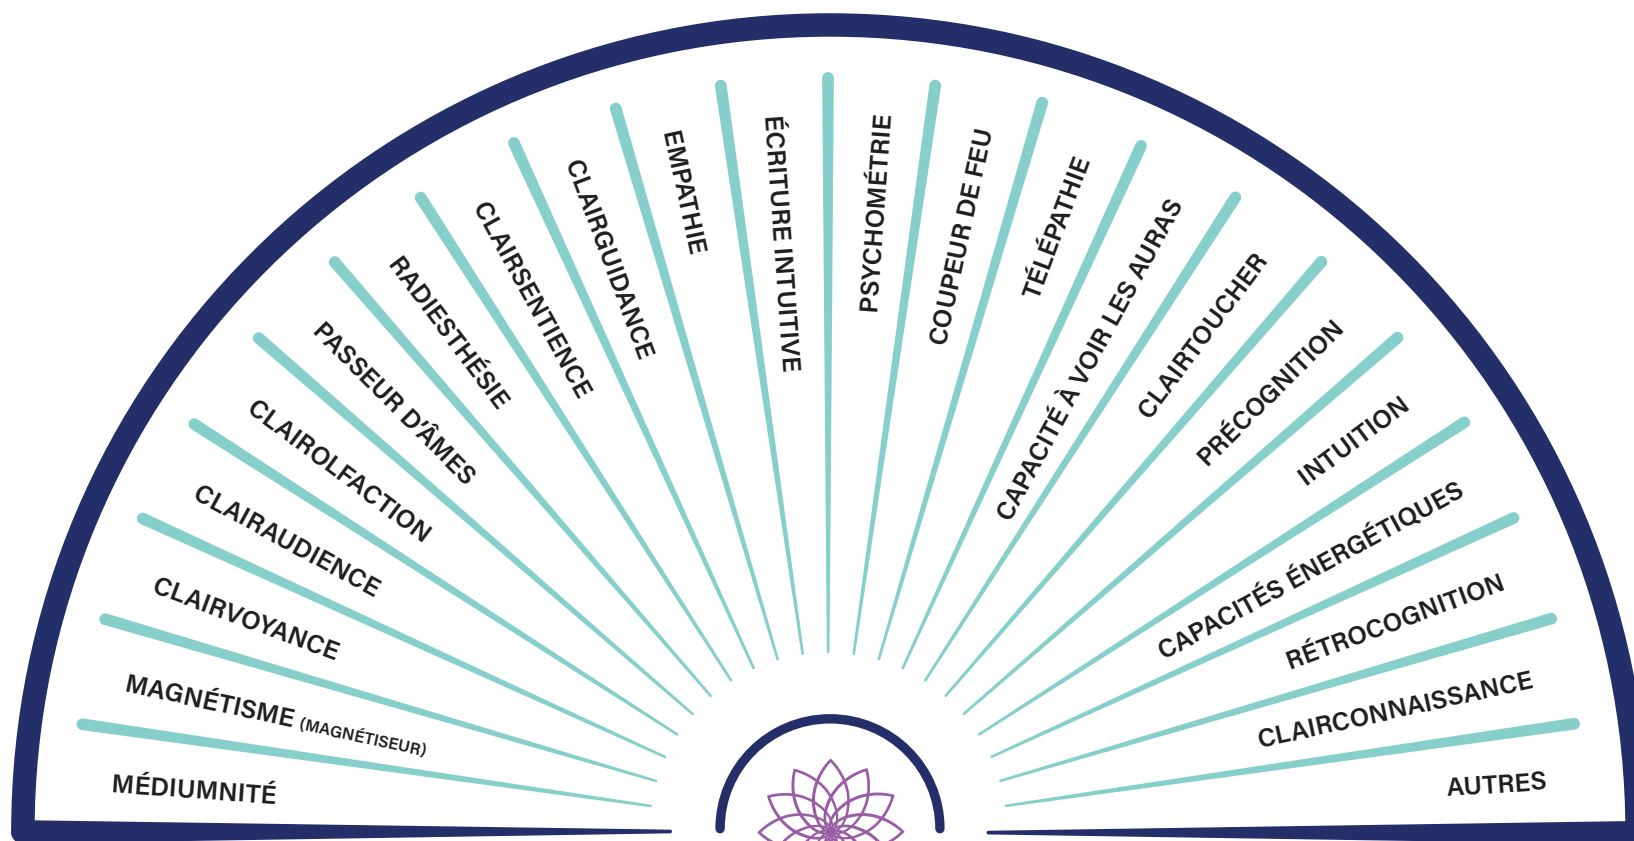 MÉDIUMNITÉ
MAGNÉTISME (MAGNÉTISEUR)
CLAIRVOYANCE
CLAIRAUDIENCE
CLAIROLFACTION
PASSEUR D'ÂMES
RADIESTHÉSIE
CLAIRSENTIENCE
CLAIRGUIDANCE
EMPATHIE
ÉCRITURE INTUITIVE
PSYCHOMÉTRIE
COUPEUR DE FEU
TÉLÉPATHIE
CAPACITÉ À VOIR LES AURAS
CLAIRTOUCHER
PRÉCOGNITION
INTUITION
CAPACITÉS ÉNERGÉTIQUES
RÉTROCOGNITION
CLAIRCONNAISSANCE
AUTRES